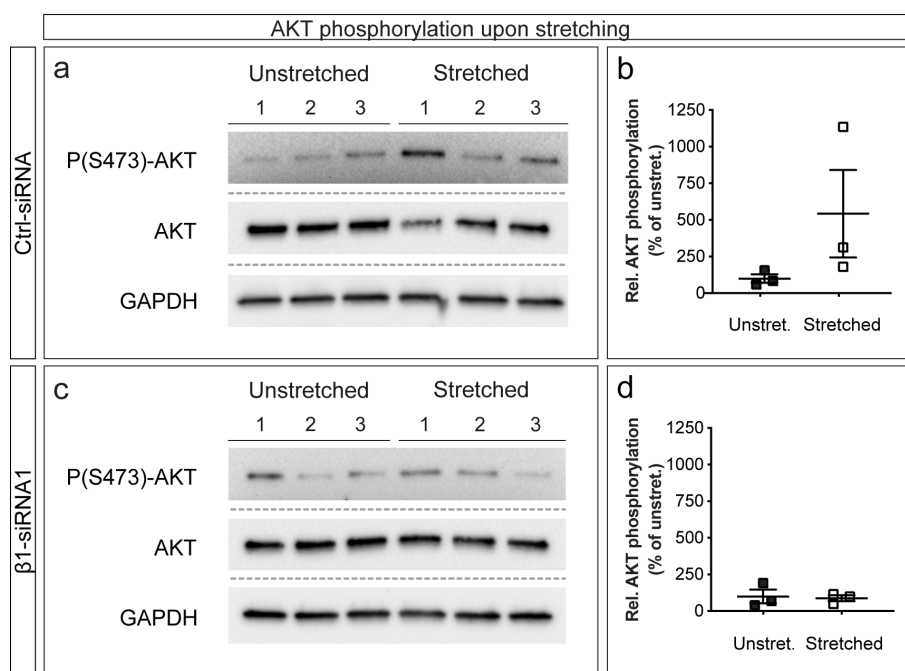 AKT phosphorylation upon stretching
Ctrl-siRNA
a
Unstretched Stretched
1 2 3 1 2 3
P(S473)-AKT
AKT
GAPDH
b
Rel. AKT phosphorylation
(% of unstret.)
1250
1000
750
500
250
0
Unstret. Stretched
β1-siRNA1
c
Unstretched Stretched
1 2 3 1 2 3
P(S473)-AKT
AKT
GAPDH
d
Rel. AKT phosphorylation
(% of unstret.)
1250
1000
750
500
250
0
Unstret. Stretched